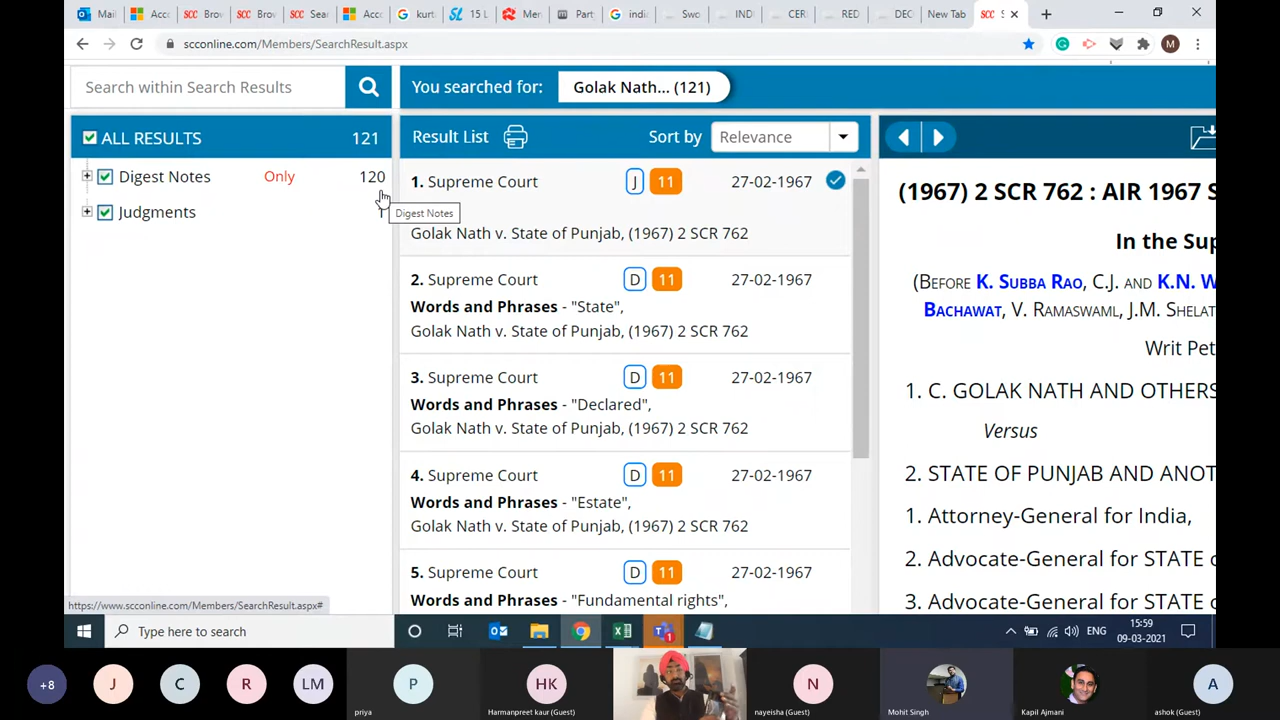 Mail
Acc
SCC Brow
SCC Brow
SCC Sear
Acc
kurt
15 L
Mer
Part
indi
Swo
IND
CER
RED
DEC
New Tab
SCC S
scconline.com/Members/SearchResult.aspx
M
Search within Search Results
You searched for: Golak Nath... (121)
ALL RESULTS 121
Digest Notes Only 120
Judgments 1
Digest Notes
Result List Sort by Relevance
1. Supreme Court J 11 27-02-1967
Golak Nath v. State of Punjab, (1967) 2 SCR 762
2. Supreme Court D 11 27-02-1967
Words and Phrases - "State",
Golak Nath v. State of Punjab, (1967) 2 SCR 762
3. Supreme Court D 11 27-02-1967
Words and Phrases - "Declared",
Golak Nath v. State of Punjab, (1967) 2 SCR 762
4. Supreme Court D 11 27-02-1967
Words and Phrases - "Estate",
Golak Nath v. State of Punjab, (1967) 2 SCR 762
5. Supreme Court D 11 27-02-1967
Words and Phrases - "Fundamental rights",
(1967) 2 SCR 762 : AIR 1967 S
In the Sup
(BEFORE K. SUBBA RAO, C.J. AND K.N. W
BACHAWAT, V. RAMASWAMI, J.M. SHELAT
Writ Pet
1. C. GOLAK NATH AND OTHERS
Versus
2. STATE OF PUNJAB AND ANOT
1. Attorney-General for India,
2. Advocate-General for STATE o
3. Advocate-General for STATE o
https://www.scconline.com/Members/SearchResult.aspx#
Type here to search
1
ENG
15:59
09-03-2021
+8
J
C
R
LM
P
priya
HK
Harmanpreet kaur (Guest)
N
nayeisha (Guest)
Mohit Singh
Kapil Ajmani
A
ashok (Guest)